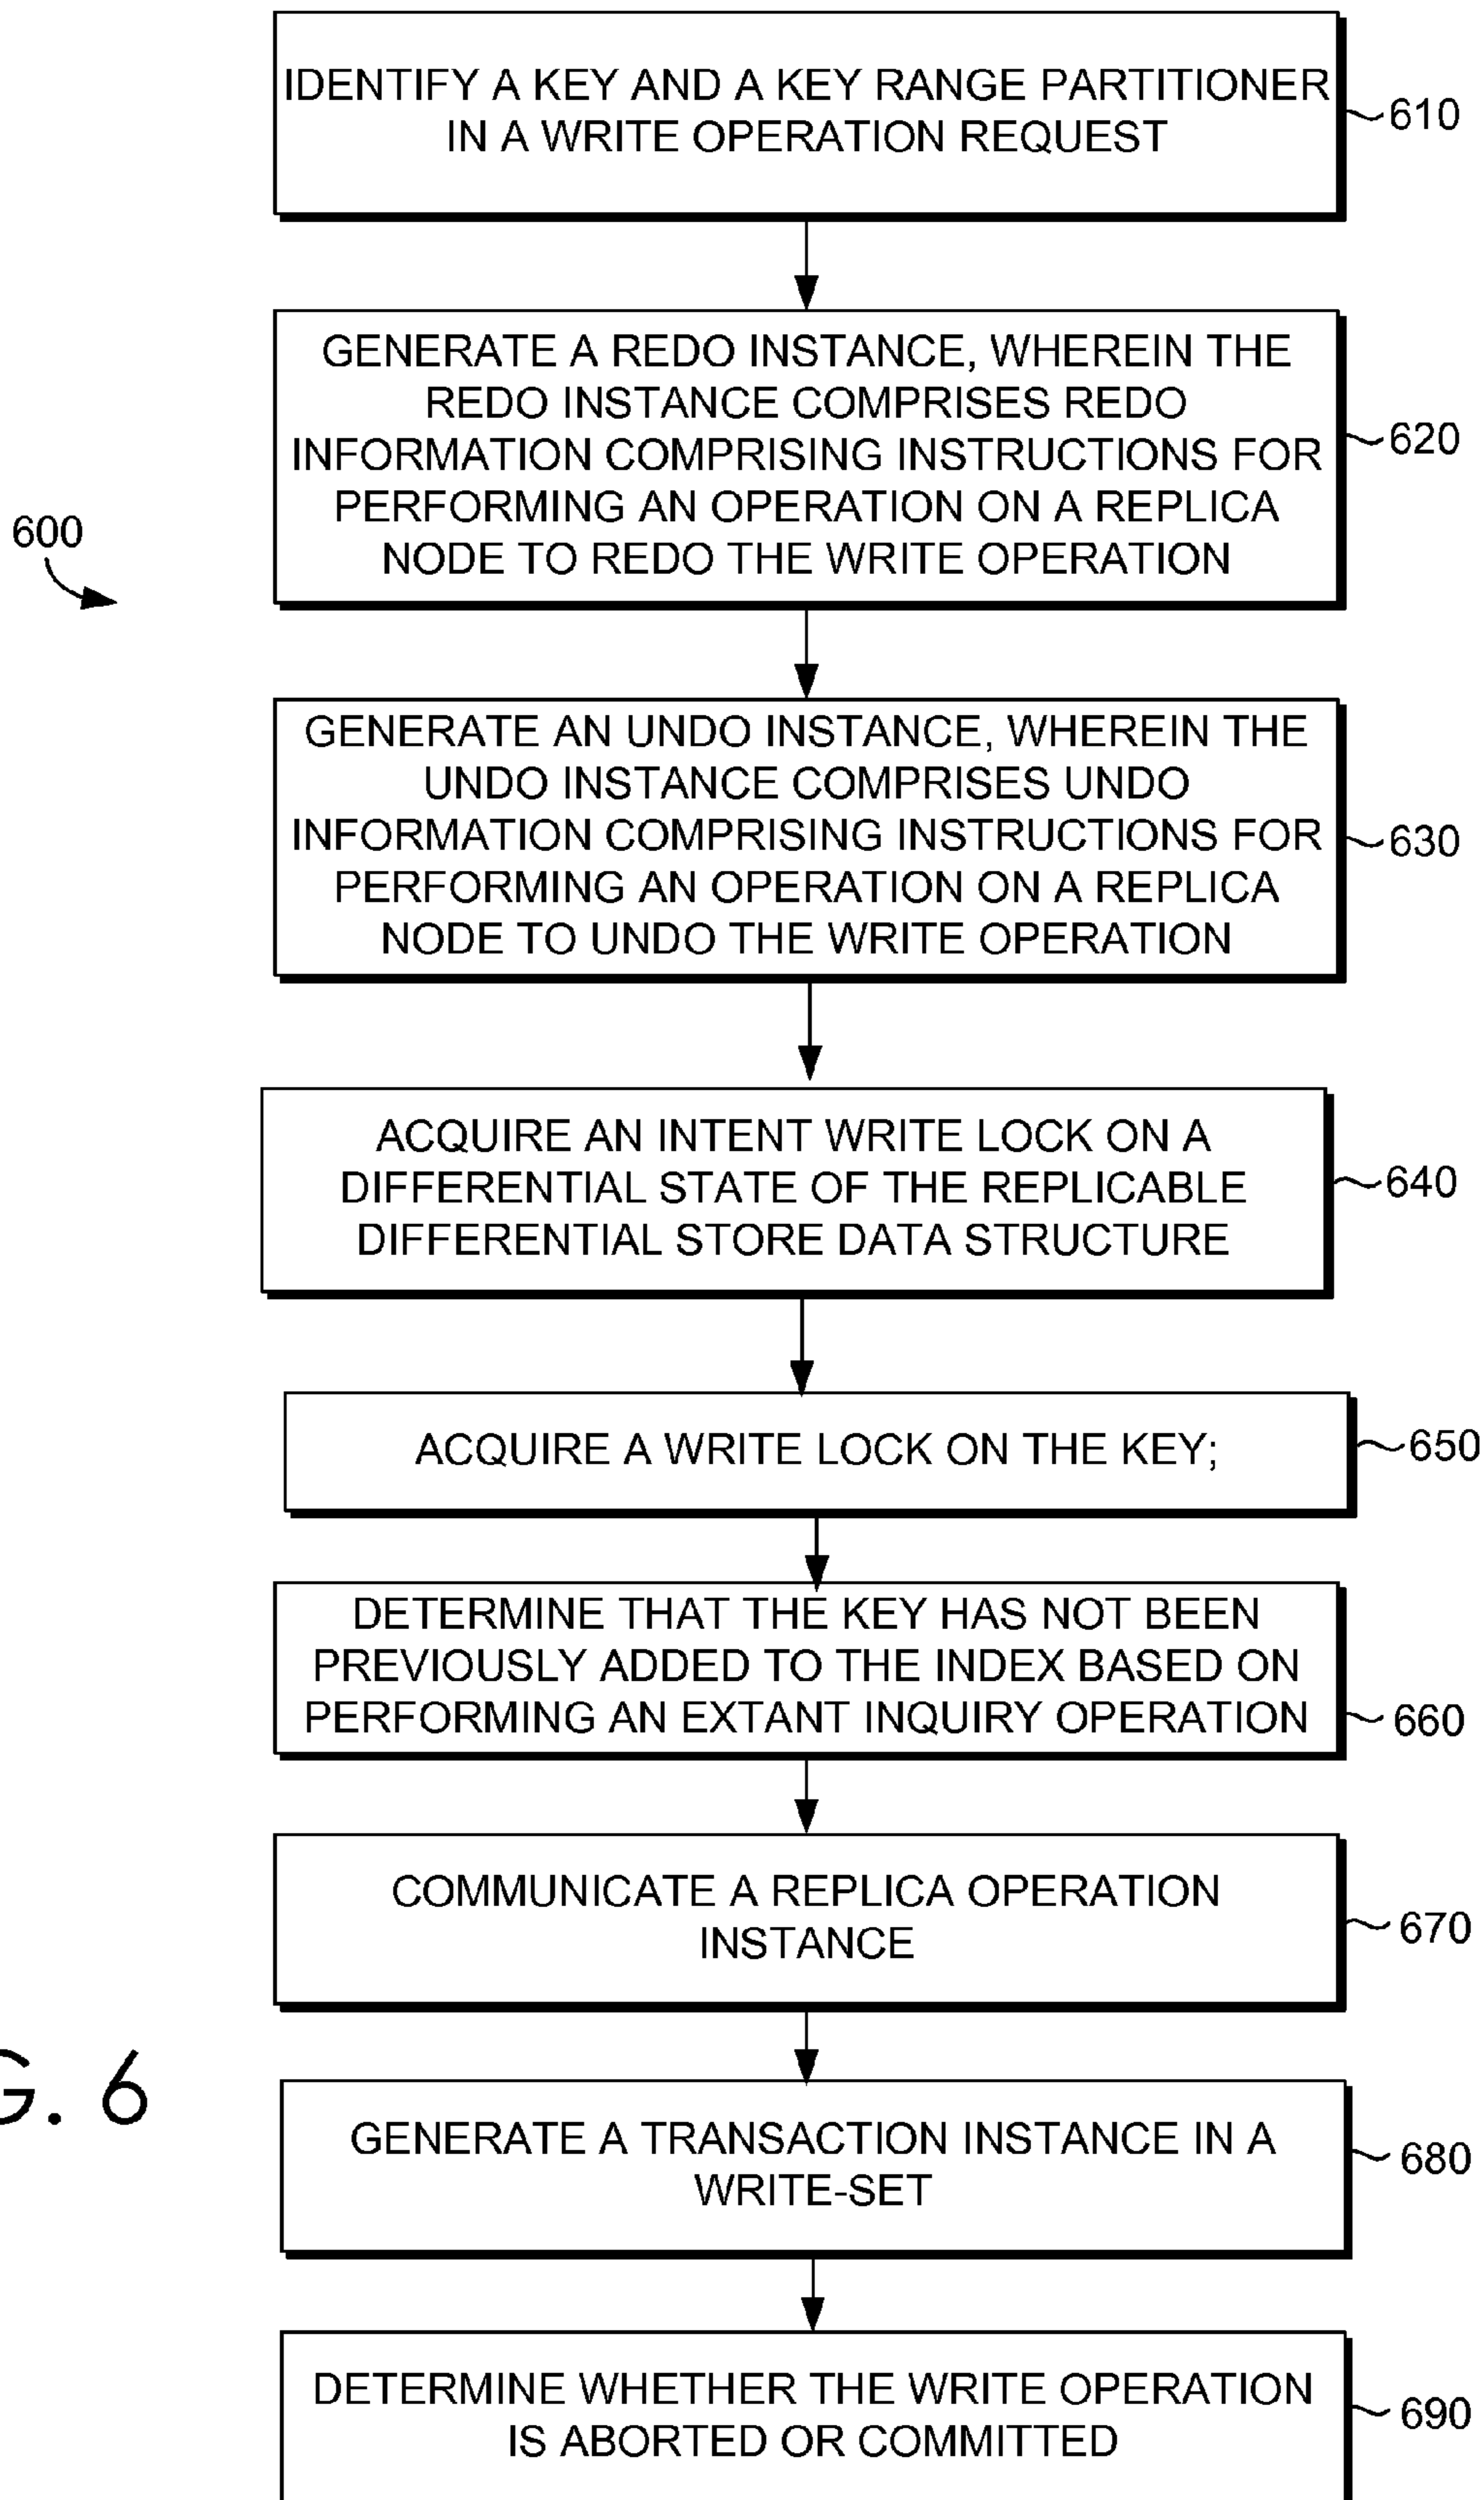 IDENTIFY A KEY AND A KEY RANGE PARTITIONER
IN A WRITE OPERATION REQUEST
610
GENERATE A REDO INSTANCE, WHEREIN THE
REDO INSTANCE COMPRISES REDO
INFORMATION COMPRISING INSTRUCTIONS FOR
PERFORMING AN OPERATION ON A REPLICA
NODE TO REDO THE WRITE OPERATION
620
600
GENERATE AN UNDO INSTANCE, WHEREIN THE
UNDO INSTANCE COMPRISES UNDO
INFORMATION COMPRISING INSTRUCTIONS FOR
PERFORMING AN OPERATION ON A REPLICA
NODE TO UNDO THE WRITE OPERATION
630
ACQUIRE AN INTENT WRITE LOCK ON A
DIFFERENTIAL STATE OF THE REPLICABLE
DIFFERENTIAL STORE DATA STRUCTURE
640
ACQUIRE A WRITE LOCK ON THE KEY;
650
DETERMINE THAT THE KEY HAS NOT BEEN
PREVIOUSLY ADDED TO THE INDEX BASED ON
PERFORMING AN EXTANT INQUIRY OPERATION
660
COMMUNICATE A REPLICA OPERATION
INSTANCE
670
G. 6
GENERATE A TRANSACTION INSTANCE IN A
WRITE-SET
680
DETERMINE WHETHER THE WRITE OPERATION
IS ABORTED OR COMMITTED
690